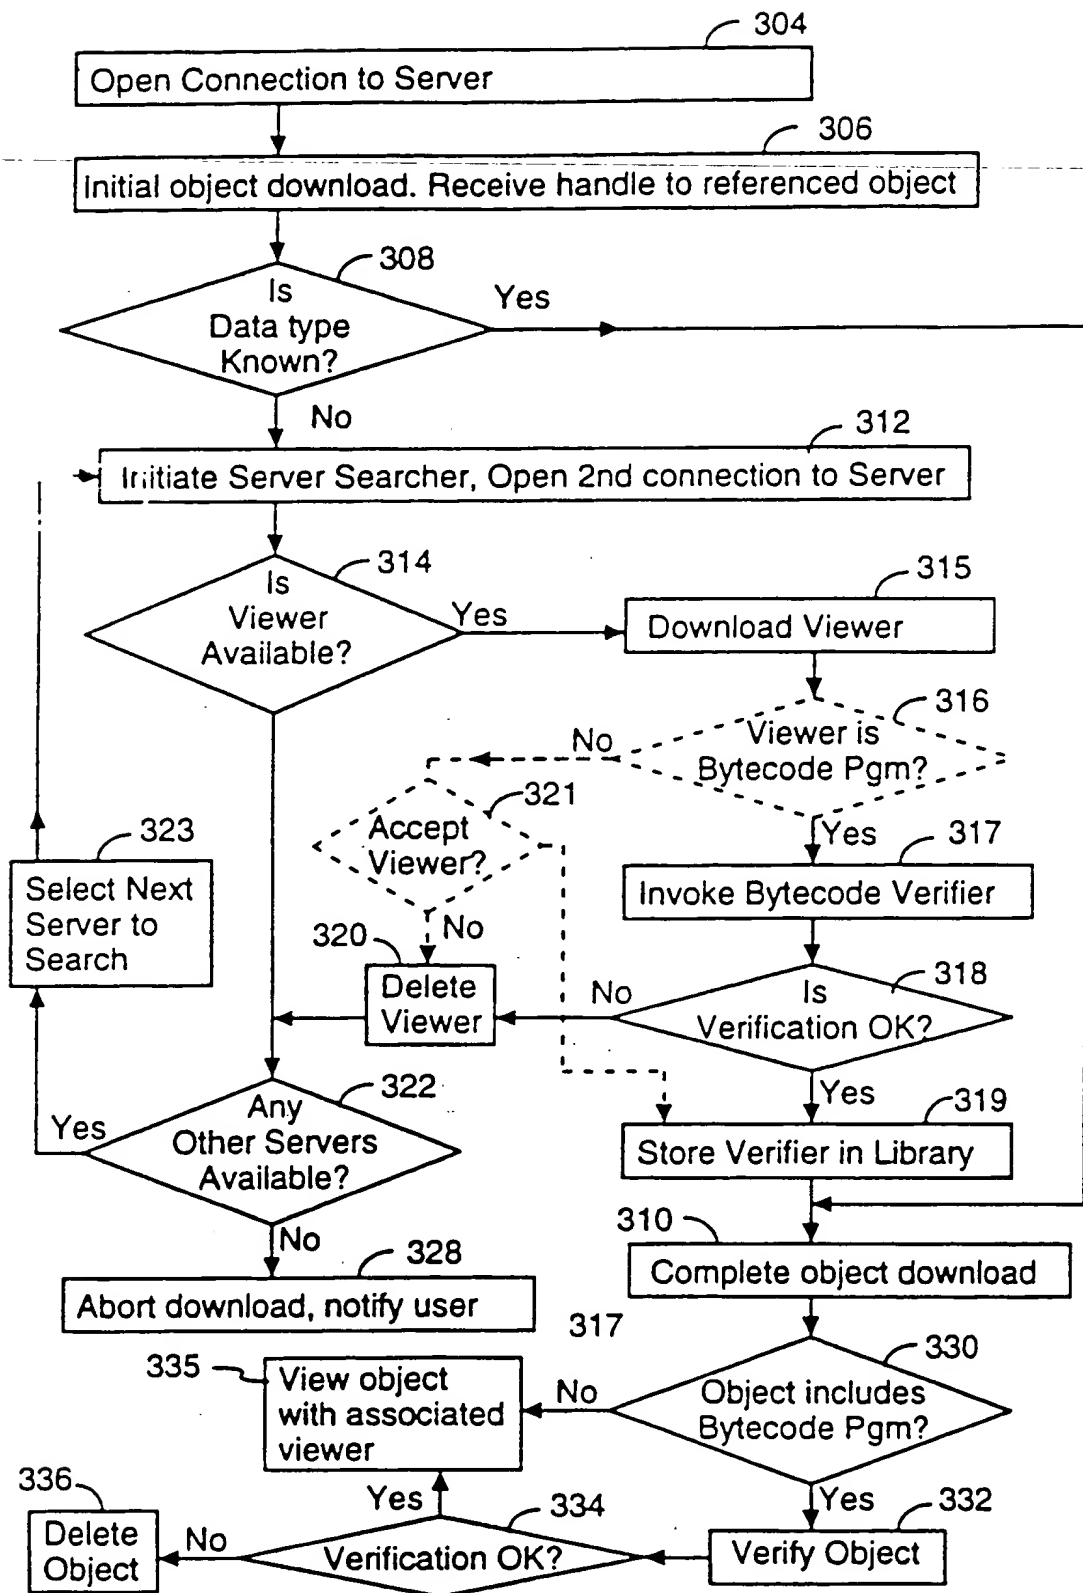 304
Open Connection to Server
306
Initial object download. Receive handle to referenced object
308
Is
Data type
Known?
Yes
No
312
Initiate Server Searcher, Open 2nd connection to Server
314
Is
Viewer
Available?
Yes
315
Download Viewer
316
Viewer is
Bytecode Pgm?
No
Yes
321
Accept
Viewer?
No
323
Select Next
Server to
Search
317
Invoke Bytecode Verifier
320
Delete
Viewer
No
318
Is
Verification OK?
Yes
322
Any
Other Servers
Available?
Yes
No
319
Store Verifier in Library
310
Complete object download
328
Abort download, notify user
317
330
Object includes
Bytecode Pgm?
No
Yes
335
View object
with associated
viewer
336
Delete
Object
No
Yes
334
Verification OK?
332
Verify Object